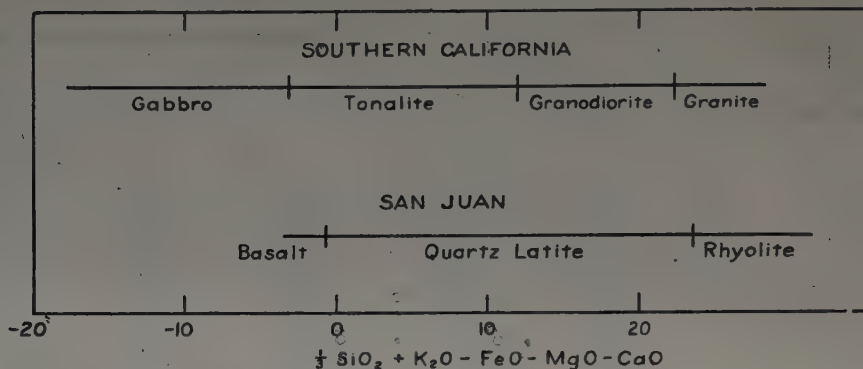 SOUTHERN CALIFORNIA
Gabbro Tonalite Granodiorite Granite
SAN JUAN
Basalt Quartz Latite Rhyolite
-20 -10 0 10 20
⅓ SiO₂ + K₂O - FeO - MgO - CaO